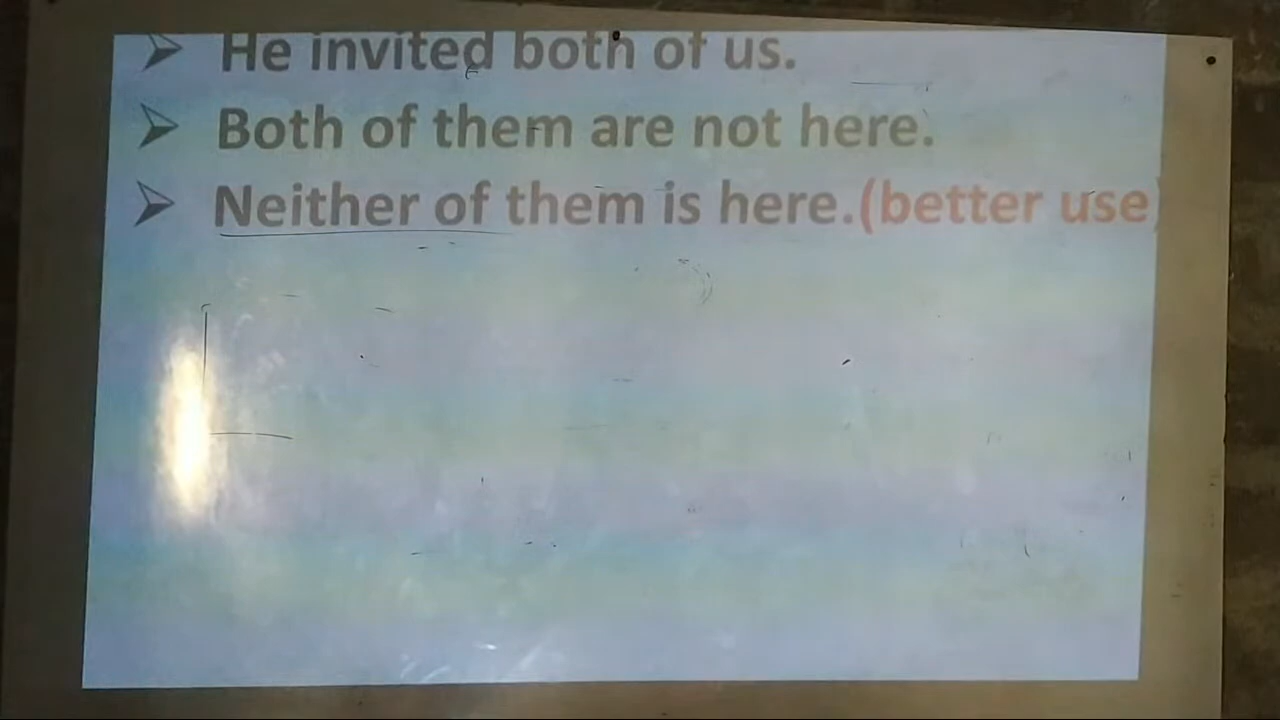 ➢ He invited both of us.
➢ Both of them are not here.
➢ Neither of them is here.(better use)